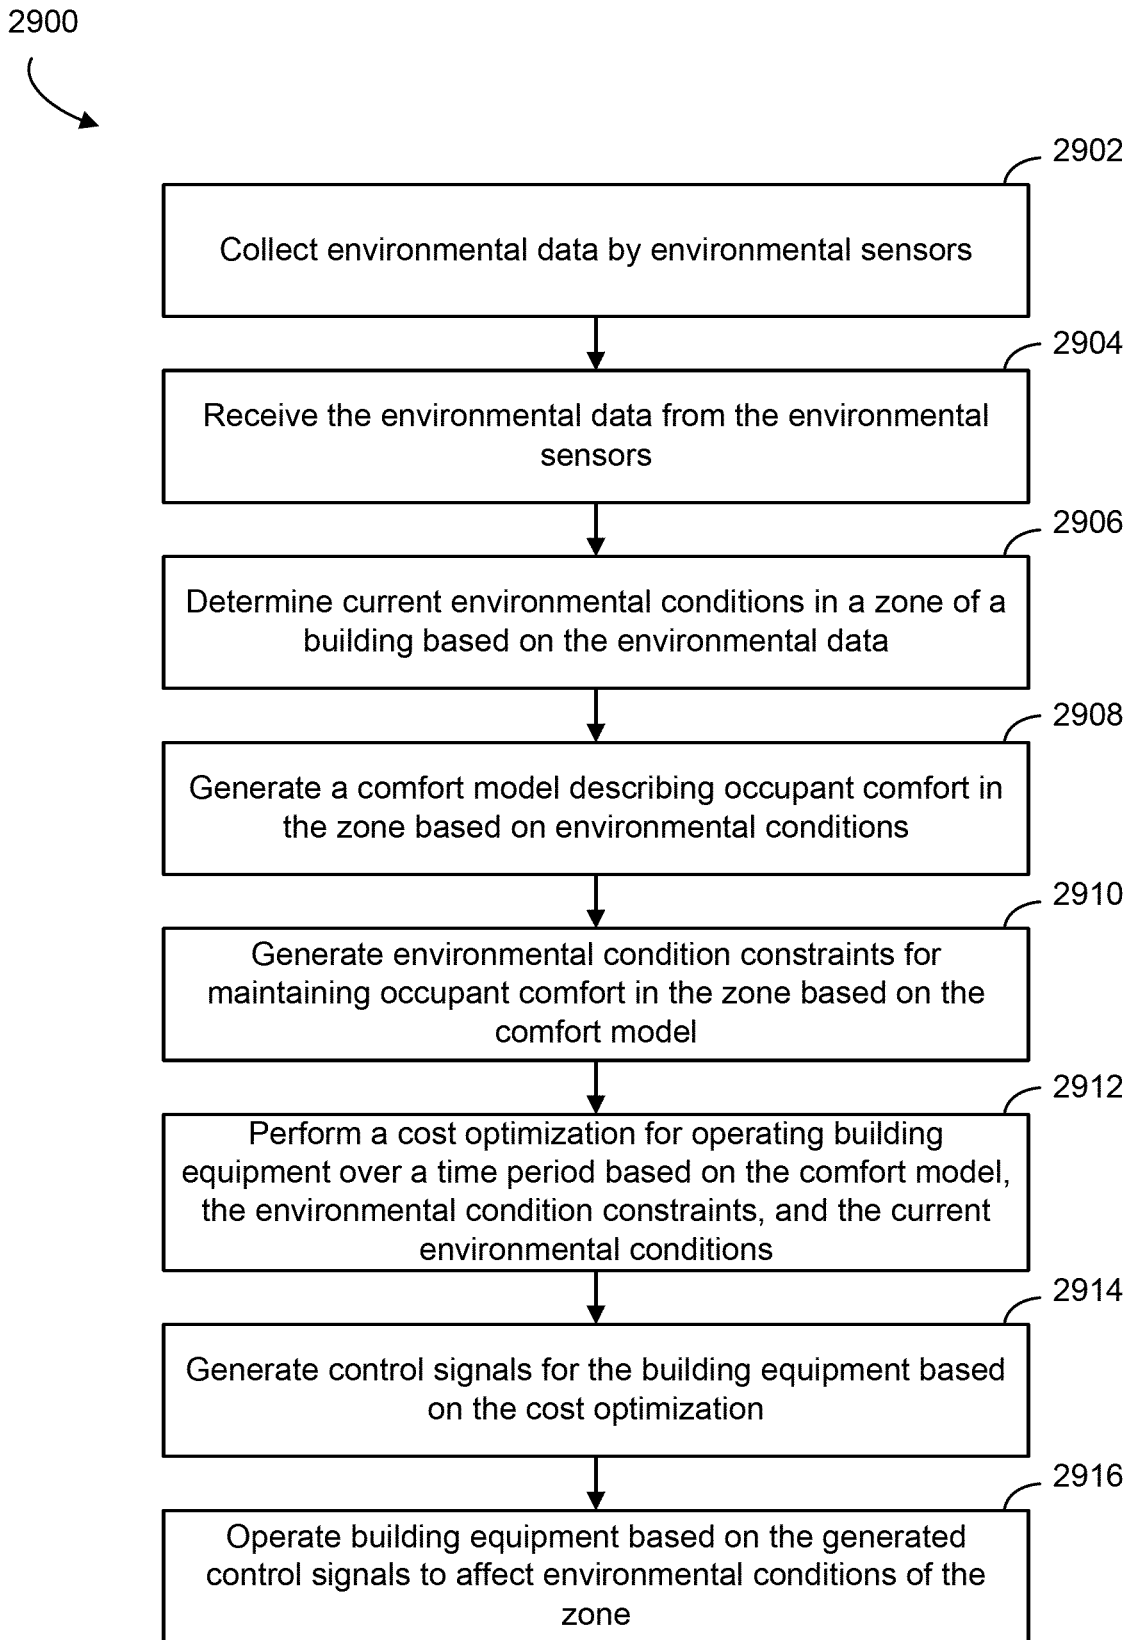 2900
2902
Collect environmental data by environmental sensors
2904
Receive the environmental data from the environmental
sensors
2906
Determine current environmental conditions in a zone of a
building based on the environmental data
2908
Generate a comfort model describing occupant comfort in
the zone based on environmental conditions
2910
Generate environmental condition constraints for
maintaining occupant comfort in the zone based on the
comfort model
2912
Perform a cost optimization for operating building
equipment over a time period based on the comfort model,
the environmental condition constraints, and the current
environmental conditions
2914
Generate control signals for the building equipment based
on the cost optimization
2916
Operate building equipment based on the generated
control signals to affect environmental conditions of the
zone